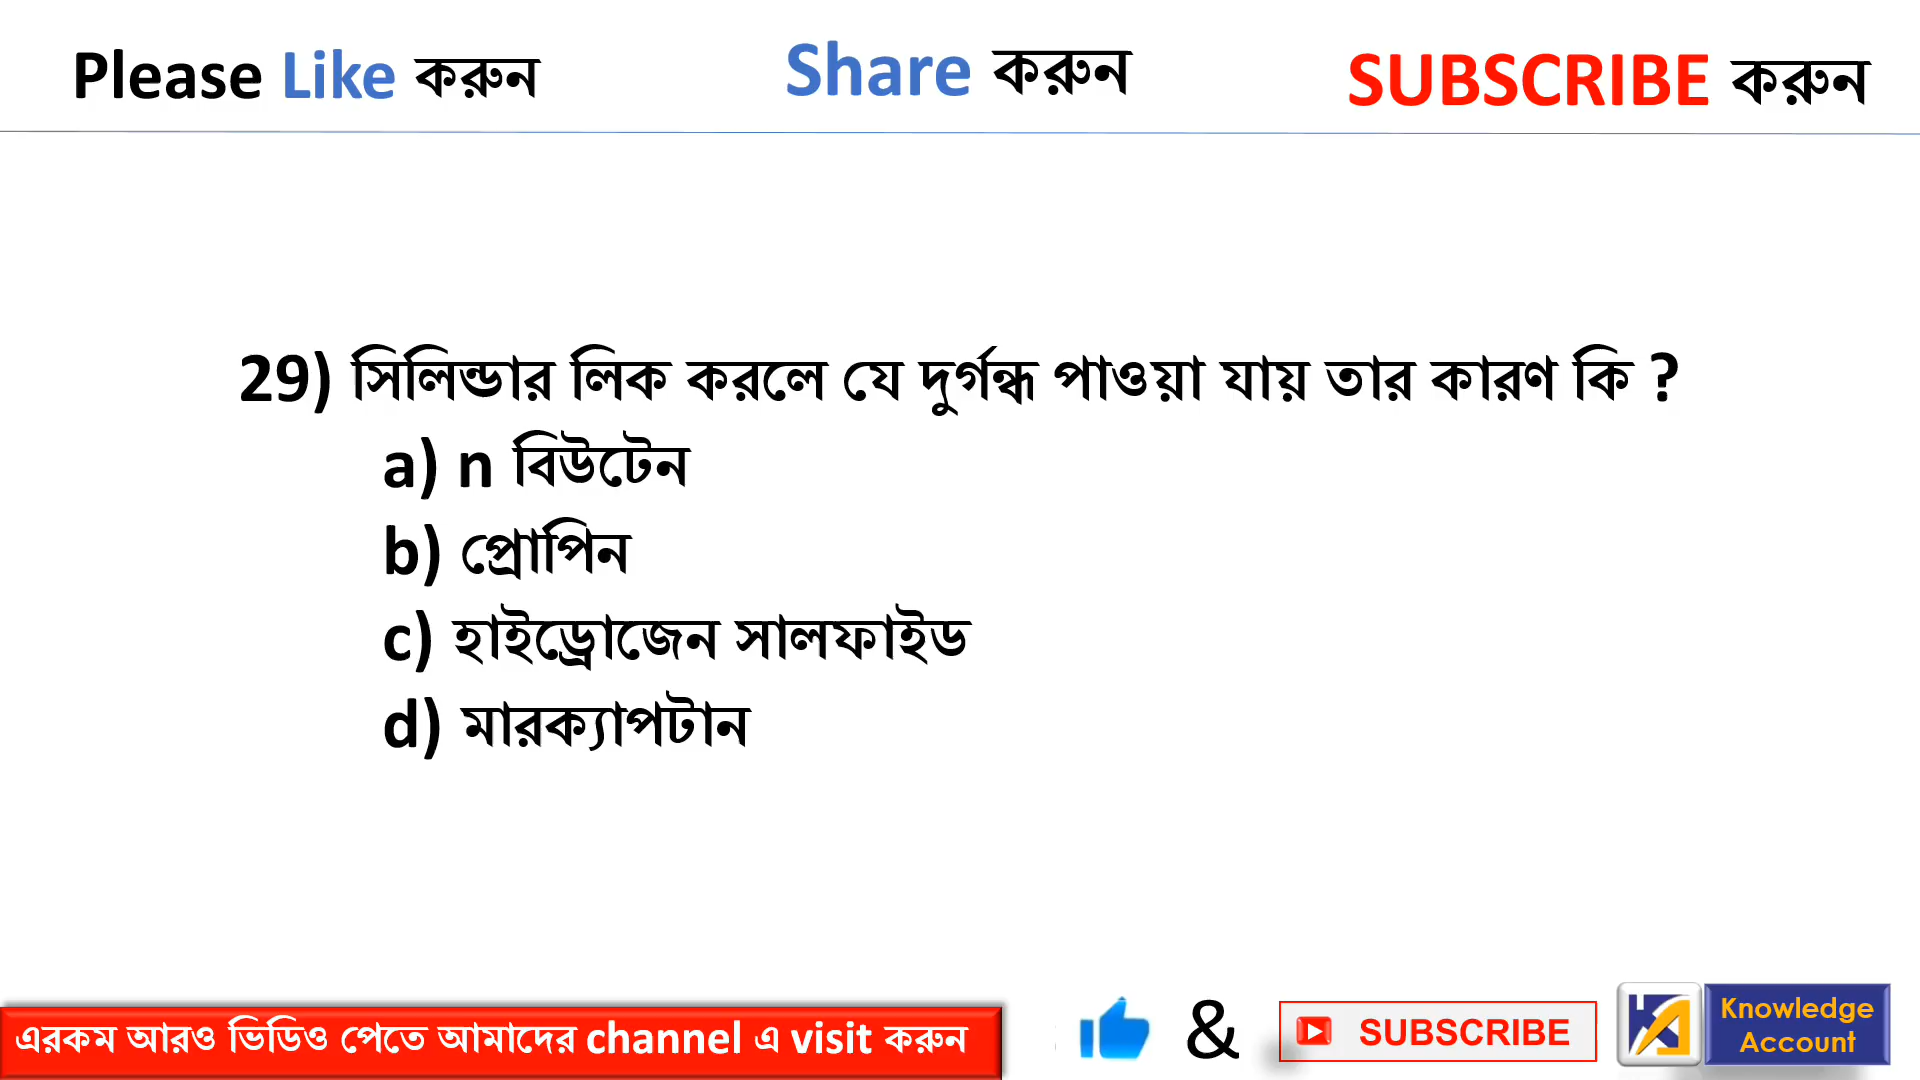 Please Like করুন
Share করুন
SUBSCRIBE করুন
29) সিলিন্ডার লিক করলে যে দুর্গন্ধ পাওয়া যায় তার কারণ কি ?
a) n বিউটেন
b) প্রোপিন
c) হাইড্রোজেন সালফাইড
d) মারক্যাপটান
এরকম আরও ভিডিও পেতে আমাদের channel এ visit করুন
&
SUBSCRIBE
Knowledge
Account